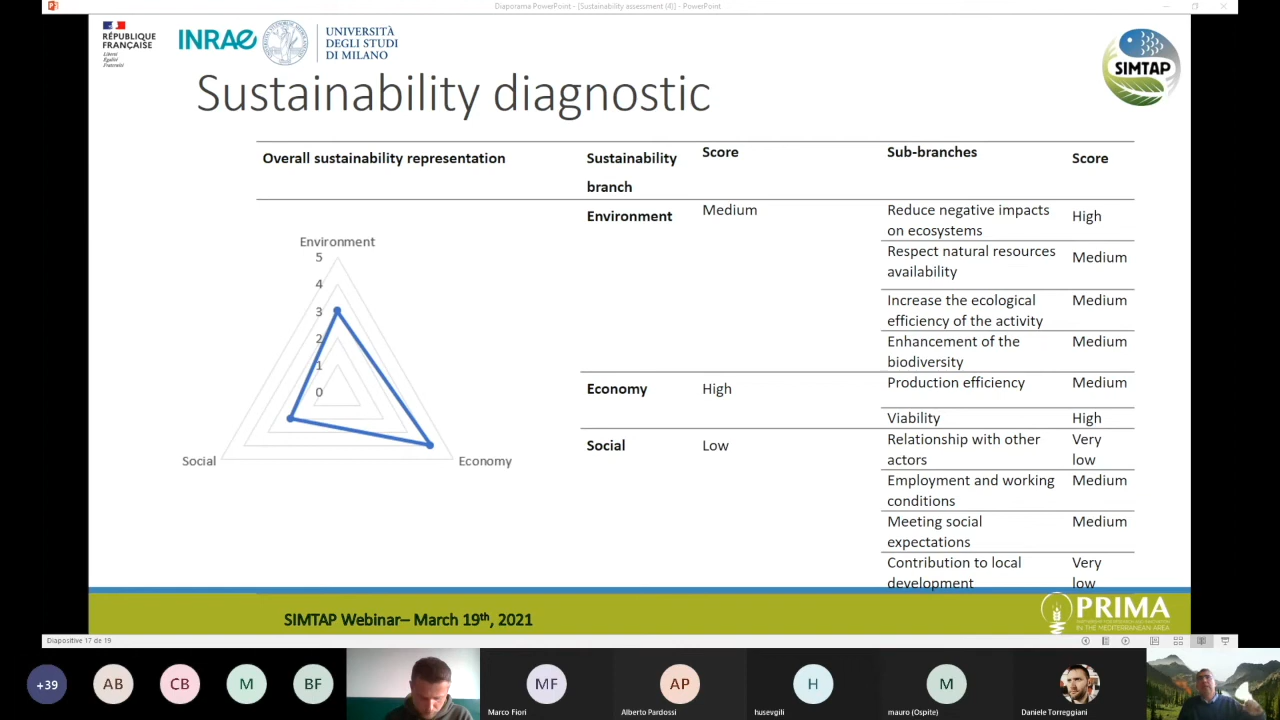 Diaporama PowerPoint - [Sustainability assessment (4)] - PowerPoint
RÉPUBLIQUE
FRANÇAISE
Liberté
Égalité
Fraternité
INRAE
UNIVERSITÀ
DEGLI STUDI
DI MILANO
SIMTAP
Sustainability diagnostic
Overall sustainability representation
Sustainability
branch
Score
Sub-branches
Score
Environment
Medium
Reduce negative impacts
on ecosystems
High
Respect natural resources
availability
Medium
Increase the ecological
efficiency of the activity
Medium
Enhancement of the
biodiversity
Medium
Economy
High
Production efficiency
Medium
Viability
High
Social
Low
Relationship with other
actors
Very
low
Employment and working
conditions
Medium
Meeting social
expectations
Medium
Contribution to local
development
Very
low
Environment
5
4
3
2
1
0
Social
Economy
SIMTAP Webinar– March 19th, 2021
PRIMA
IN THE MEDITERRANEAN AREA
Diapositive 17 de 19
+39
AB
CB
M
BF
MF
Marco Fiori
AP
Alberto Pardossi
H
husevgili
M
mauro (Ospite)
Daniele Torreggiani